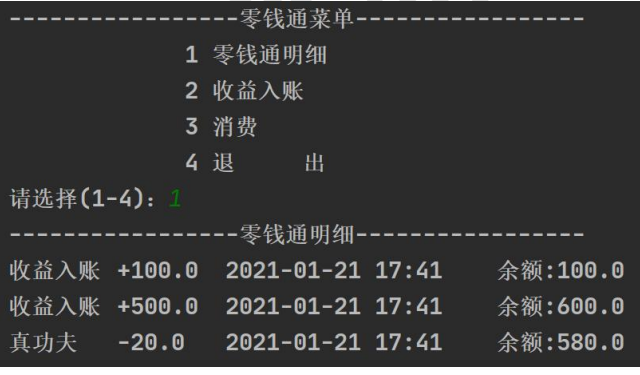 -----------------零钱通菜单-----------------
1 零钱通明细
2 收益入账
3 消费
4 退 出
请选择(1-4): 1
-----------------零钱通明细-----------------
收益入账 +100.0 2021-01-21 17:41 余额:100.0
收益入账 +500.0 2021-01-21 17:41 余额:600.0
真功夫 -20.0 2021-01-21 17:41 余额:580.0